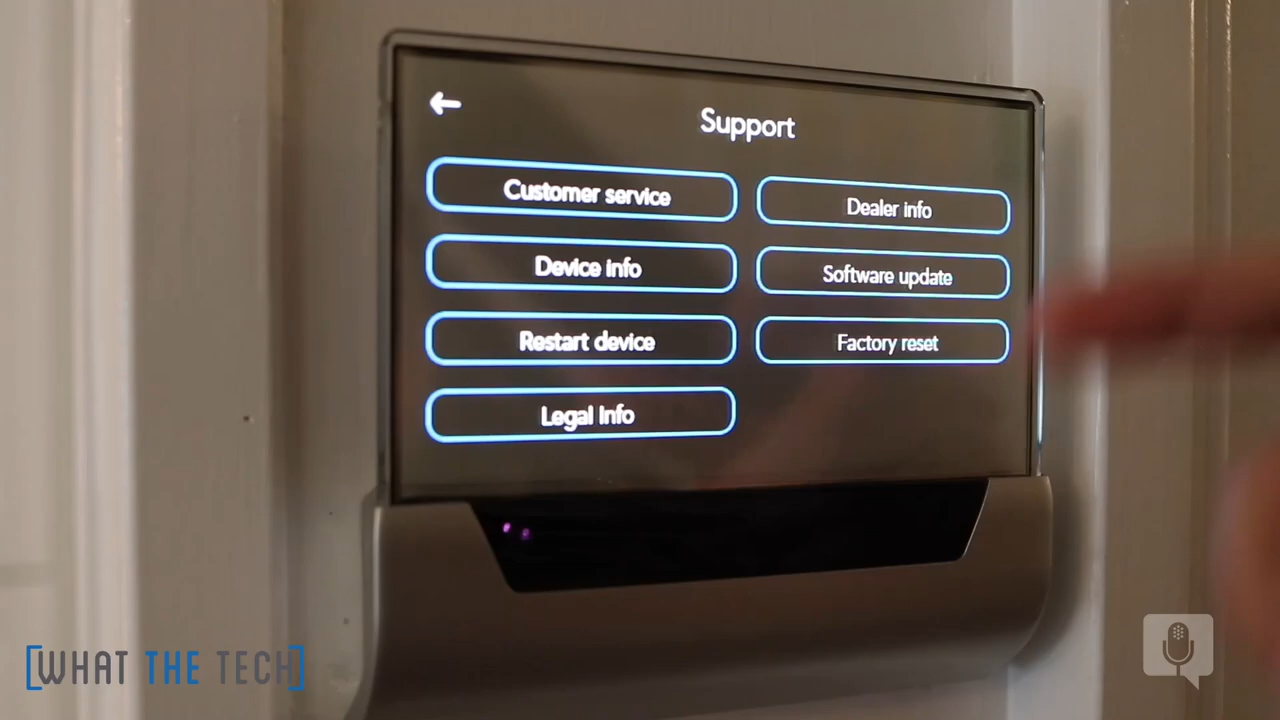 Support
Customer service
Dealer info
Device info
Software update
Restart device
Factory reset
Legal Info
[WHAT THE TECH]